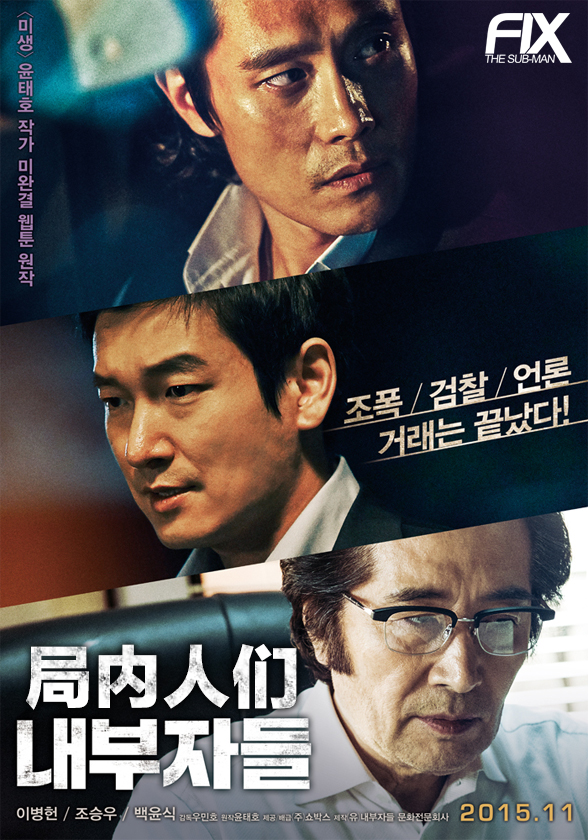 FIX
THE SUB-MAN
〈미생〉 윤태호 작가 미완결 웹툰 원작
조폭 / 검찰 / 언론
거래는 끝났다!
局内人们
내부자들
이병헌 / 조승우 / 백윤식 감독 우민호 원작 윤태호 제공 배급 주)쇼박스 제작 유 내부자들 문화전문회사 2015.11